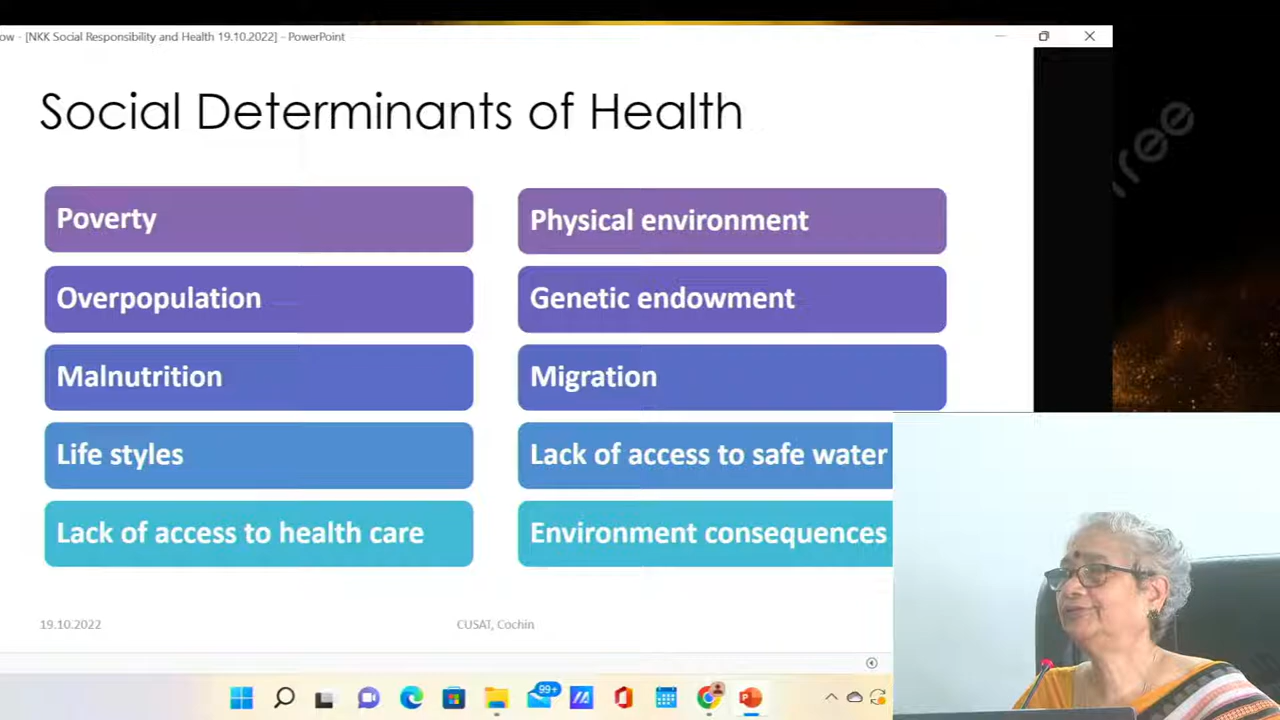 ow - [NKK Social Responsibility and Health 19.10.2022] - PowerPoint
Social Determinants of Health
Poverty
Overpopulation
Malnutrition
Life styles
Lack of access to health care
Physical environment
Genetic endowment
Migration
Lack of access to safe water
Environment consequences
19.10.2022
CUSAT, Cochin
99+